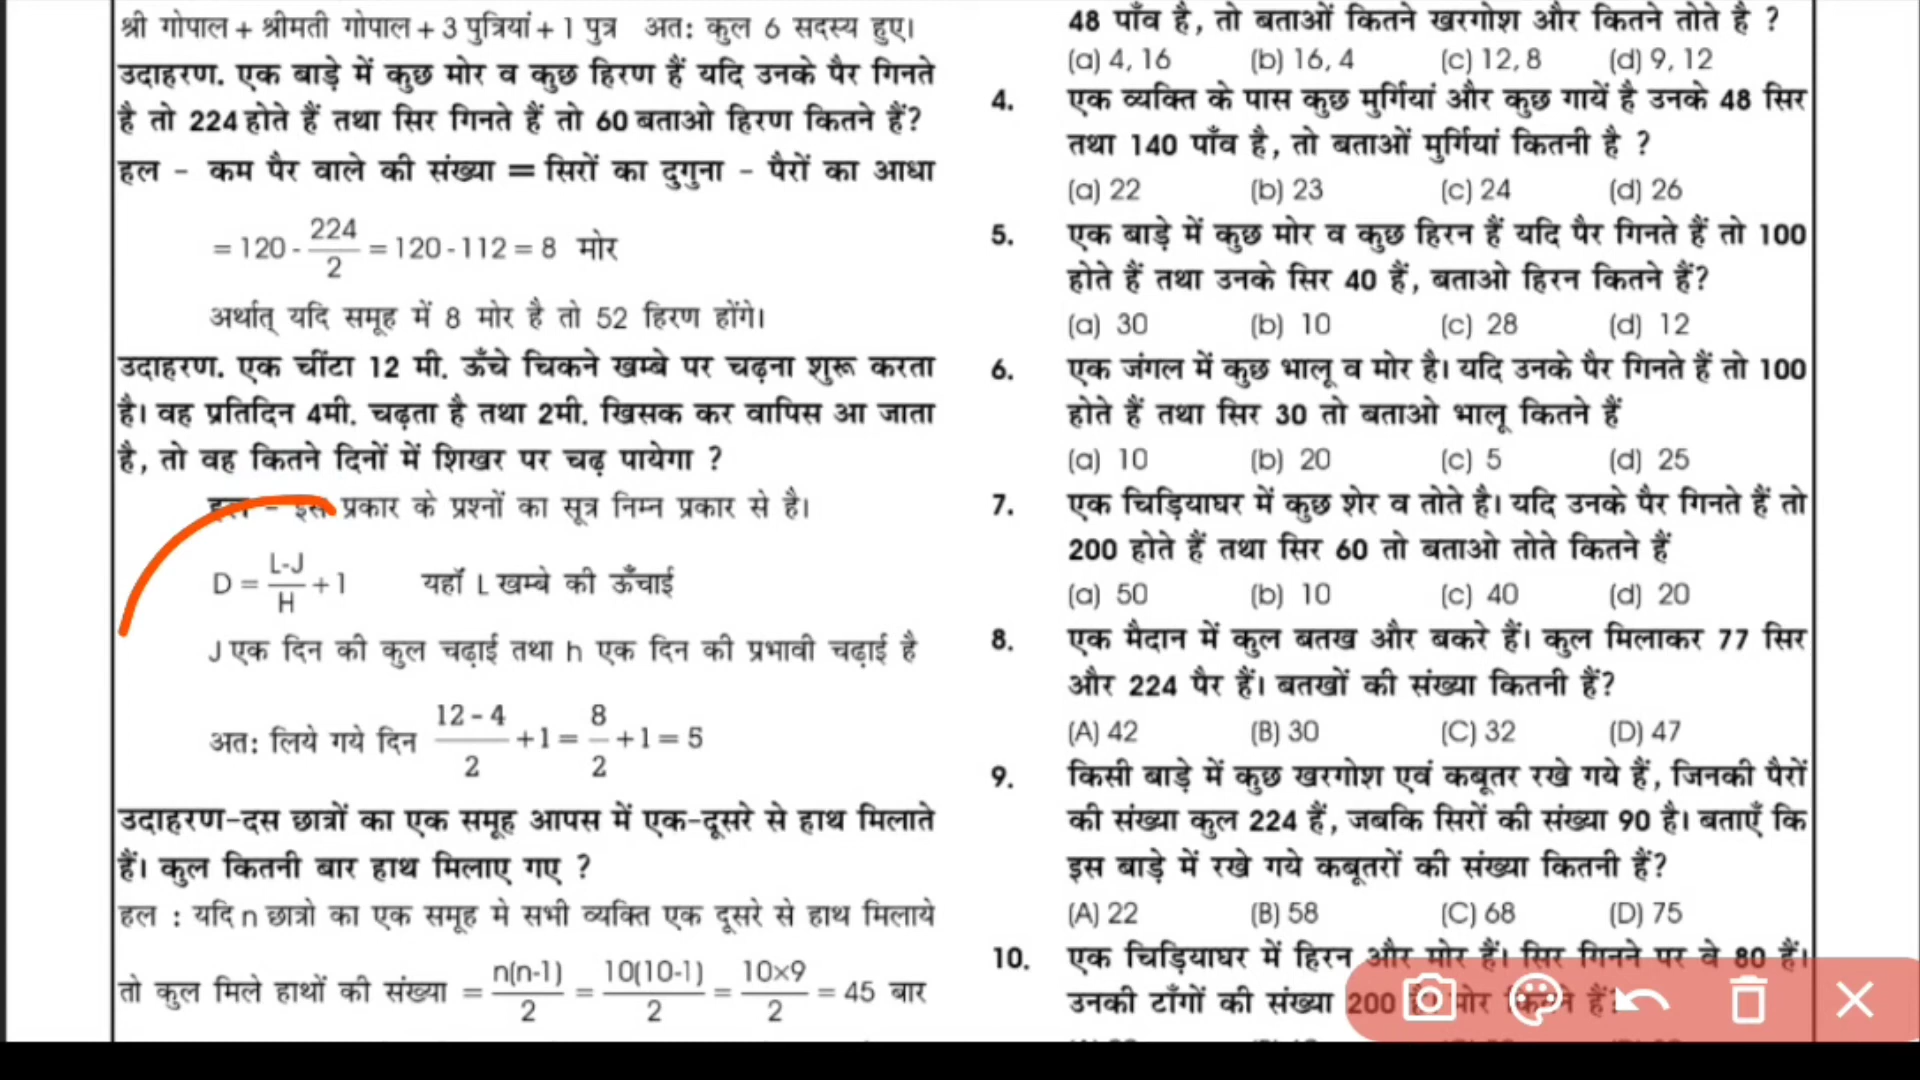 श्री गोपाल + श्रीमती गोपाल + 3 पुत्रियां + 1 पुत्र अतः कुल 6 सदस्य हुए।
उदाहरण. एक बाड़े में कुछ मोर व कुछ हिरण हैं यदि उनके पैर गिनते
है तो 224 होते हैं तथा सिर गिनते हैं तो 60 बताओ हिरण कितने हैं?
हल - कम पैर वाले की संख्या = सिरों का दुगुना - पैरों का आधा
= 120 - 224/2 = 120 - 112 = 8 मोर
अर्थात् यदि समूह में 8 मोर है तो 52 हिरण होंगे।
उदाहरण. एक चींटा 12 मी. ऊँचे चिकने खम्बे पर चढ़ना शुरू करता
है। वह प्रतिदिन 4मी. चढ़ता है तथा 2मी. खिसक कर वापिस आ जाता
है, तो वह कितने दिनों में शिखर पर चढ़ पायेगा ?
हल - इस प्रकार के प्रश्नों का सूत्र निम्न प्रकार से है।
D = L-J/H + 1 यहाँ L खम्बे की ऊँचाई
J एक दिन की कुल चढ़ाई तथा h एक दिन की प्रभावी चढ़ाई है
अतः लिये गये दिन 12 - 4/2 + 1 = 8/2 + 1 = 5
उदाहरण-दस छात्रों का एक समूह आपस में एक-दूसरे से हाथ मिलाते
हैं। कुल कितनी बार हाथ मिलाए गए ?
हल : यदि n छात्रो का एक समूह मे सभी व्यक्ति एक दूसरे से हाथ मिलाये
तो कुल मिले हाथों की संख्या = n(n-1)/2 = 10(10-1)/2 = 10×9/2 = 45 बार
48 पाँव है, तो बताओं कितने खरगोश और कितने तोते है ?
(a) 4, 16 (b) 16, 4 (c) 12, 8 (d) 9, 12
4. एक व्यक्ति के पास कुछ मुर्गियां और कुछ गायें है उनके 48 सिर
तथा 140 पाँव है, तो बताओं मुर्गियां कितनी है ?
(a) 22 (b) 23 (c) 24 (d) 26
5. एक बाड़े में कुछ मोर व कुछ हिरन हैं यदि पैर गिनते हैं तो 100
होते हैं तथा उनके सिर 40 हैं, बताओ हिरन कितने हैं?
(a) 30 (b) 10 (c) 28 (d) 12
6. एक जंगल में कुछ भालू व मोर है। यदि उनके पैर गिनते हैं तो 100
होते हैं तथा सिर 30 तो बताओ भालू कितने हैं
(a) 10 (b) 20 (c) 5 (d) 25
7. एक चिड़ियाघर में कुछ शेर व तोते है। यदि उनके पैर गिनते हैं तो
200 होते हैं तथा सिर 60 तो बताओ तोते कितने हैं
(a) 50 (b) 10 (c) 40 (d) 20
8. एक मैदान में कुल बतख और बकरे हैं। कुल मिलाकर 77 सिर
और 224 पैर हैं। बतखों की संख्या कितनी हैं?
(A) 42 (B) 30 (C) 32 (D) 47
9. किसी बाड़े में कुछ खरगोश एवं कबूतर रखे गये हैं, जिनकी पैरों
की संख्या कुल 224 हैं, जबकि सिरों की संख्या 90 है। बताएँ कि
इस बाड़े में रखे गये कबूतरों की संख्या कितनी हैं?
(A) 22 (B) 58 (C) 68 (D) 75
10. एक चिड़ियाघर में हिरन और मोर हैं। सिर गिनने पर वे 80 हैं।
उनकी टाँगों की संख्या 200 है। मोर कितने हैं?